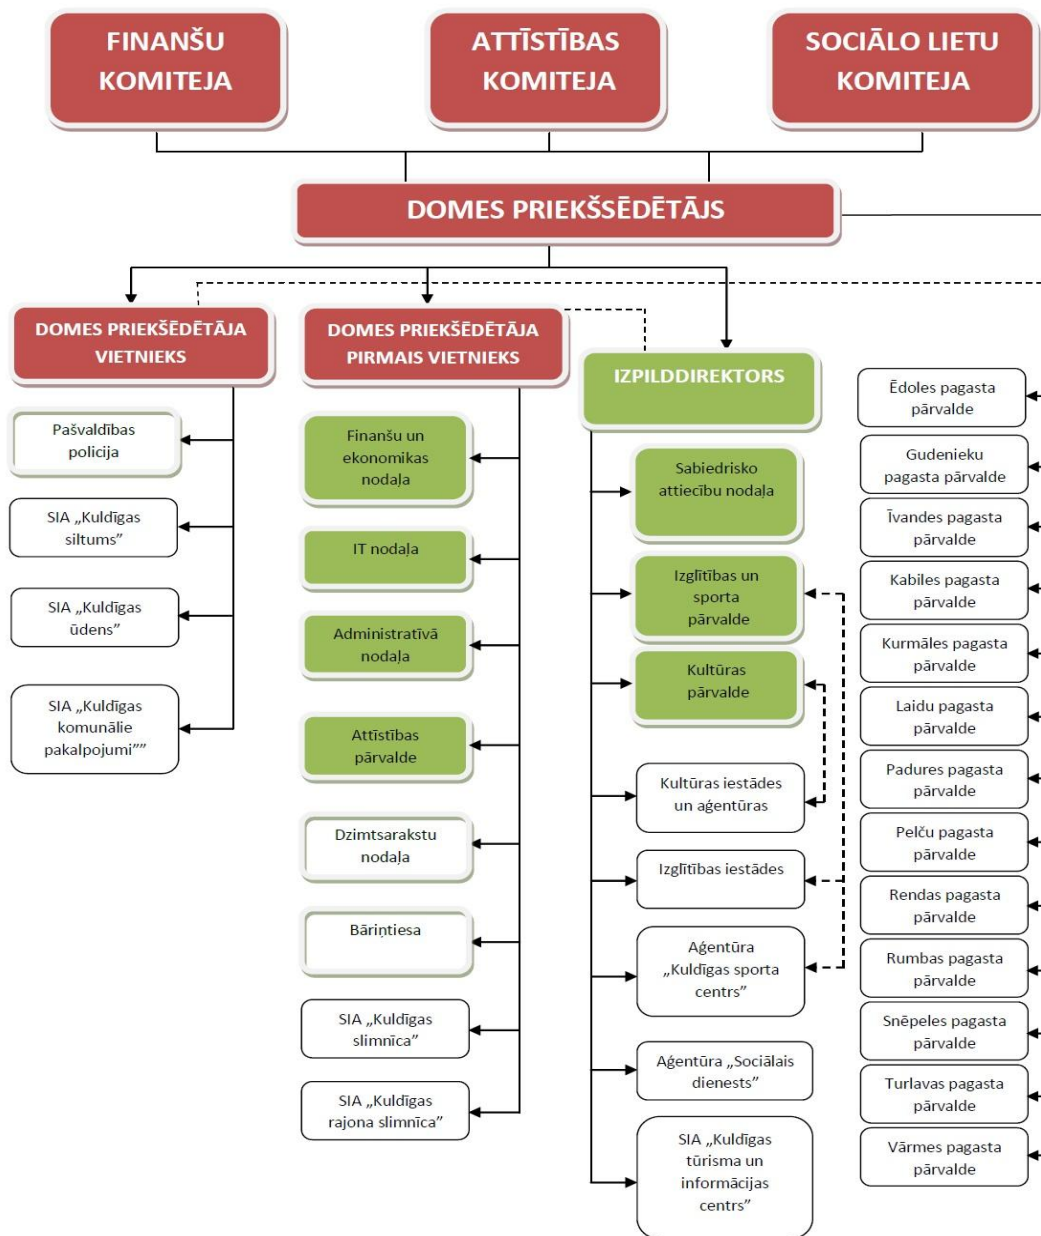 FINANŠU
KOMITEJA
ATTĪSTĪBAS
KOMITEJA
SOCIĀLO LIETU
KOMITEJA
DOMES PRIEKŠSĒDĒTĀJS
DOMES PRIEKŠĒDĒTĀJA
VIETNIEKS
Pašvaldības
policija
SIA „Kuldīgas
siltums”
SIA „Kuldīgas
ūdens”
SIA „Kuldīgas
komunālie
pakalpojumi””
DOMES PRIEKŠĒDĒTĀJA
PIRMAIS VIETNIEKS
Finanšu un
ekonomikas
nodaļa
IT nodaļa
Administratīvā
nodaļa
Attīstības
pārvalde
Dzimtsarakstu
nodaļa
Bāriņtiesa
SIA „Kuldīgas
slimnīca”
SIA „Kuldīgas
rajona slimnīca”
IZPILDDIREKTORS
Sabiedrisko
attiecību nodaļa
Izglītības un
sporta
pārvalde
Kultūras
pārvalde
Kultūras iestādes
un aģentūras
Izglītības iestādes
Aģentūra
„Kuldīgas sporta
centrs”
Aģentūra „Sociālais
dienests”
SIA „Kuldīgas
tūrisma un
informācijas
centrs”
Ēdoles pagasta
pārvalde
Gudenieku
pagasta pārvalde
Īvandes pagasta
pārvalde
Kabiles pagasta
pārvalde
Kurmāles pagasta
pārvalde
Laidu pagasta
pārvalde
Padures pagasta
pārvalde
Pelču pagasta
pārvalde
Rendas pagasta
pārvalde
Rumbas pagasta
pārvalde
Snēpeles pagasta
pārvalde
Turlavas pagasta
pārvalde
Vārmes pagasta
pārvalde